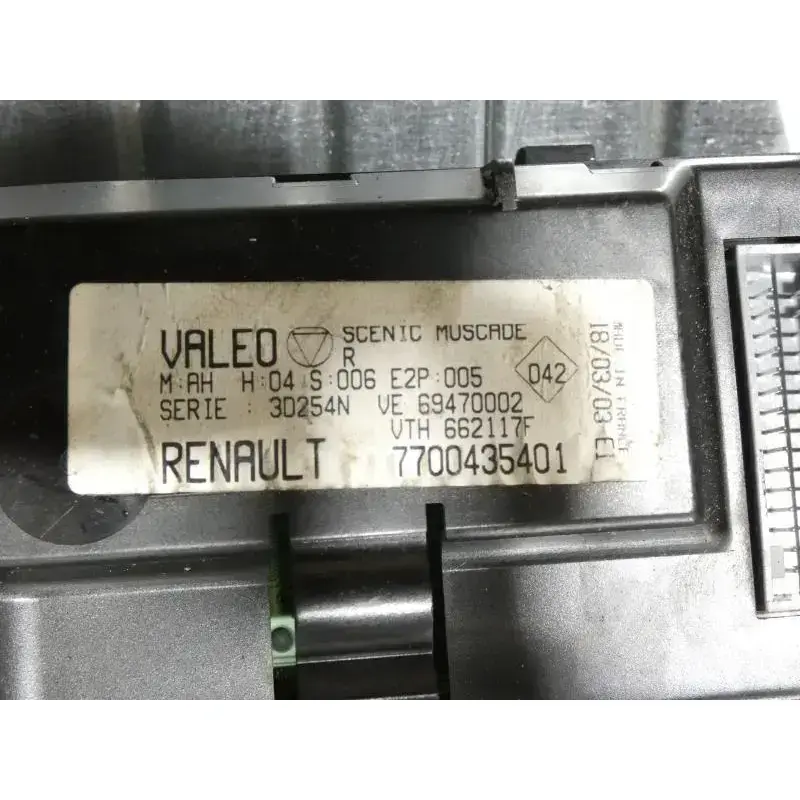 VALEO SCENIC MUSCADE
R
M:AH H:04 S:006 E2P:005
042
SERIE : 3D254N VE 69470002
VTH 662117F
RENAULT 7700435401
MADE IN FRANCE
18/03/03-E1